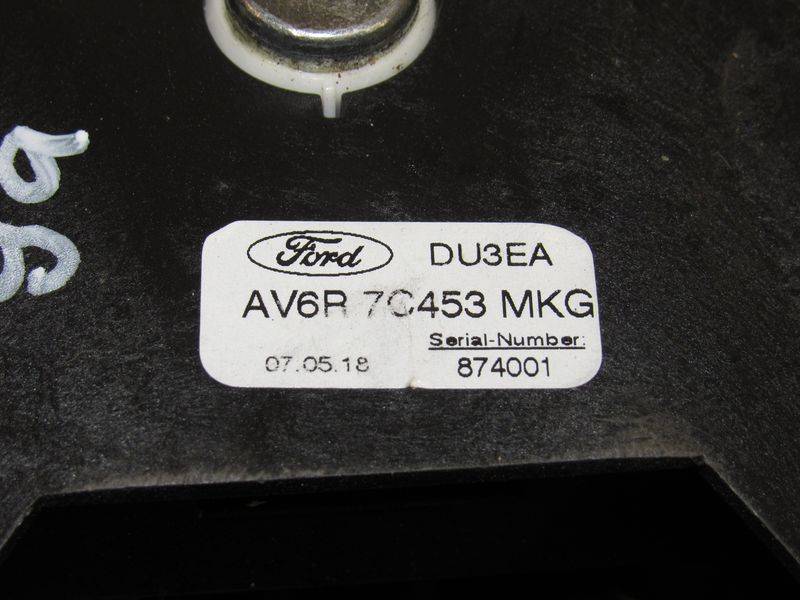 Ford DU3EA
AV6R 7C453 MKG
Serial-Number:
07.05.18 874001